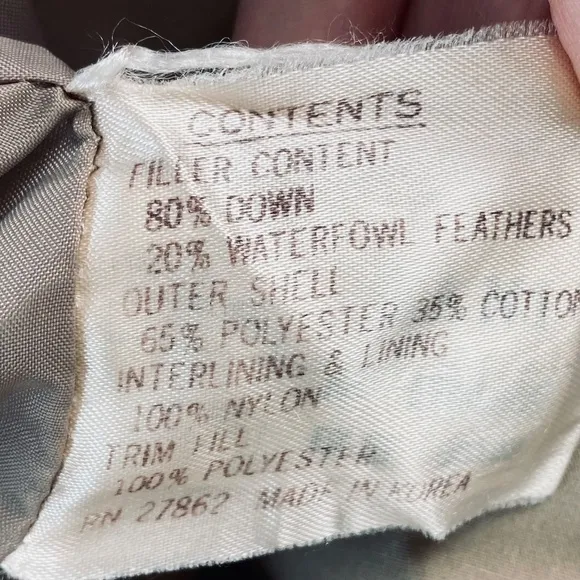 CONTENTS
FILLER CONTENT
80% DOWN
20% WATERFOWL FEATHERS
OUTER SHELL
65% POLYESTER 35% COTTON
INTERLINING & LINING
100% NYLON
TRIM FILL
100% POLYESTER
RN 27862 MADE IN KOREA